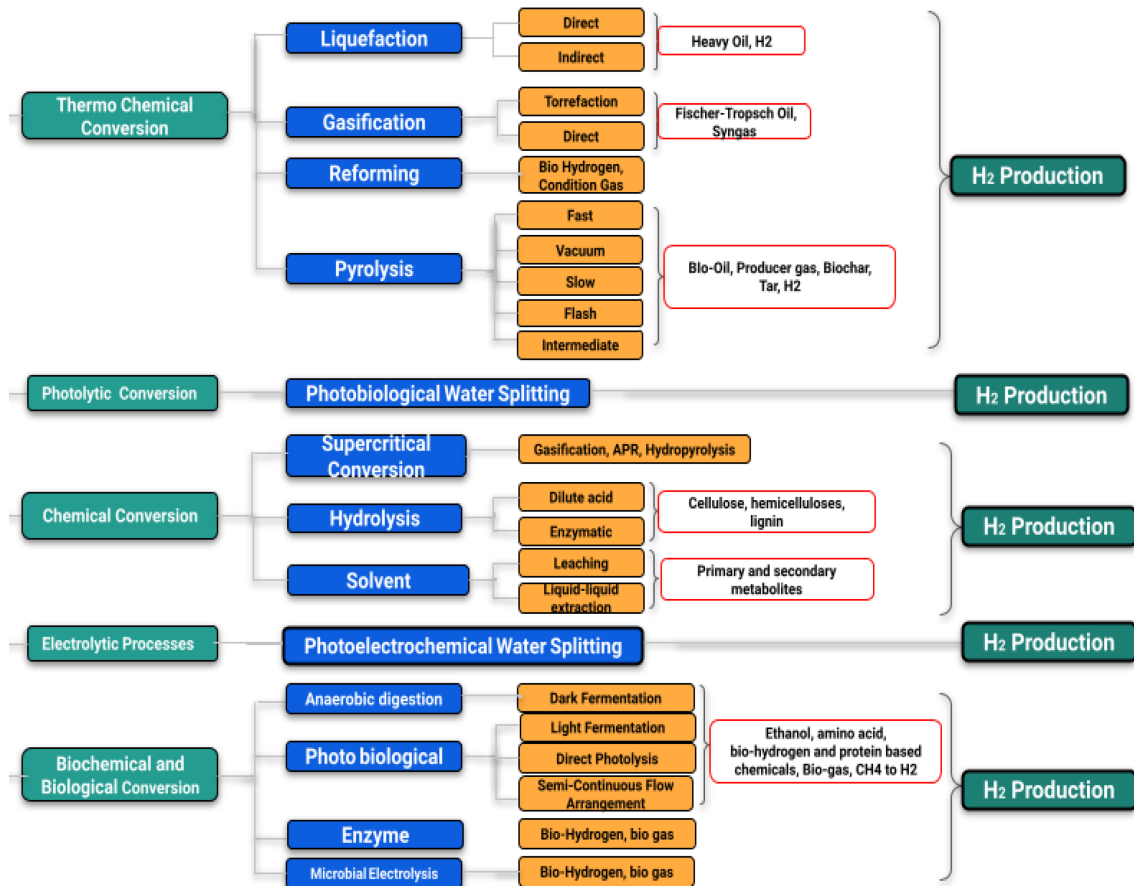 Thermo Chemical
Conversion
Liquefaction
Direct
Indirect
Heavy Oil, H2
Gasification
Torrefaction
Direct
Fischer-Tropsch Oil,
Syngas
Reforming
Bio Hydrogen,
Condition Gas
Pyrolysis
Fast
Vacuum
Slow
Flash
Intermediate
BIo-Oil, Producer gas, Biochar,
Tar, H2
H2 Production
Photolytic Conversion
Photobiological Water Splitting
H2 Production
Chemical Conversion
Supercritical
Conversion
Gasification, APR, Hydropyrolysis
Hydrolysis
Dilute acid
Enzymatic
Cellulose, hemicelluloses,
lignin
Solvent
Leaching
Liquid-liquid
extraction
Primary and secondary
metabolites
H2 Production
Electrolytic Processes
Photoelectrochemical Water Splitting
H2 Production
Biochemical and
Biological Conversion
Anaerobic digestion
Dark Fermentation
Photo biological
Light Fermentation
Direct Photolysis
Semi-Continuous Flow
Arrangement
Ethanol, amino acid,
bio-hydrogen and protein based
chemicals, Bio-gas, CH4 to H2
Enzyme
Bio-Hydrogen, bio gas
Microbial Electrolysis
Bio-Hydrogen, bio gas
H2 Production